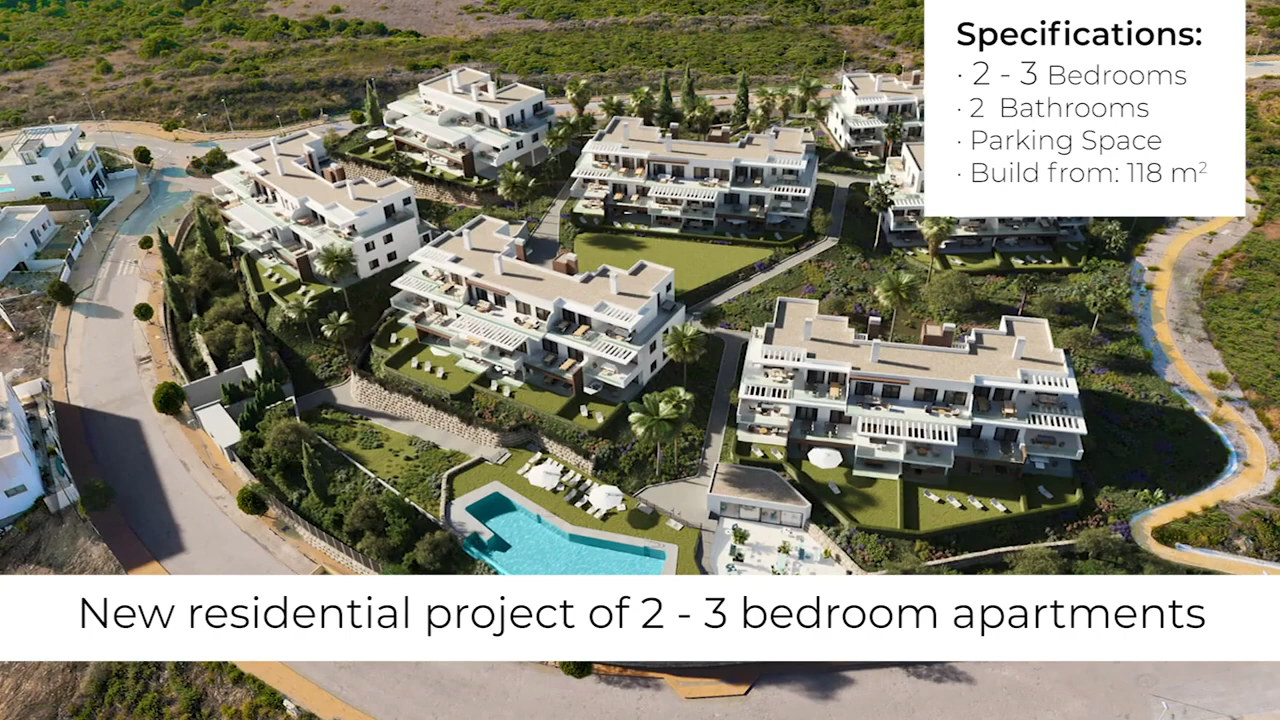 Specifications:
· 2 - 3 Bedrooms
· 2 Bathrooms
· Parking Space
· Build from: 118 m²
New residential project of 2 - 3 bedroom apartments